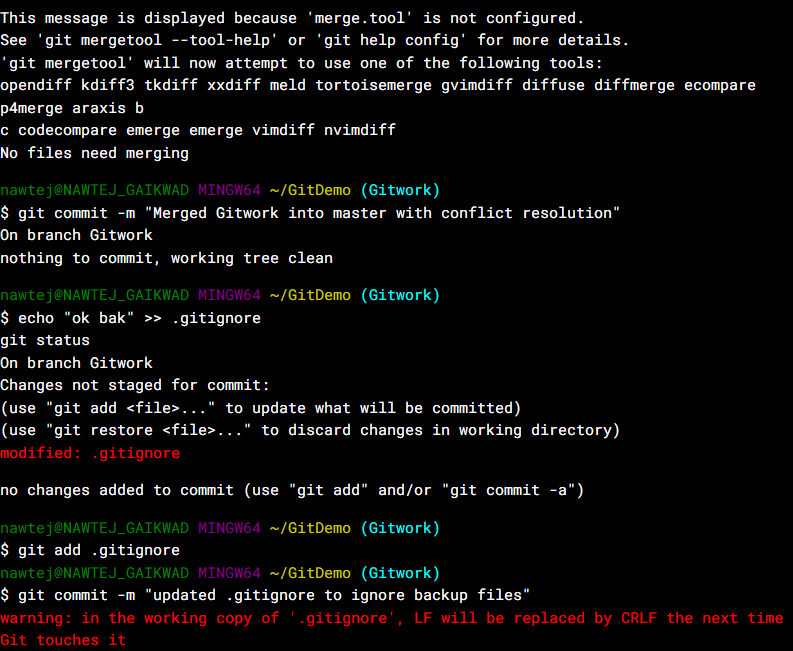 This message is displayed because 'merge.tool' is not configured.
See 'git mergetool --tool-help' or 'git help config' for more details.
'git mergetool' will now attempt to use one of the following tools:
opendiff kdiff3 tkdiff xxdiff meld tortoisemerge gvimdiff diffuse diffmerge ecompare
p4merge araxis b
c codecompare emerge emerge vimdiff nvimdiff
No files need merging
nawtej@NAWTEJ_GAIKWAD MINGW64 ~/GitDemo (Gitwork)
$ git commit -m "Merged Gitwork into master with conflict resolution"
On branch Gitwork
nothing to commit, working tree clean
nawtej@NAWTEJ_GAIKWAD MINGW64 ~/GitDemo (Gitwork)
$ echo "ok bak" >> .gitignore
git status
On branch Gitwork
Changes not staged for commit:
(use "git add <file>..." to update what will be committed)
(use "git restore <file>..." to discard changes in working directory)
modified: .gitignore
no changes added to commit (use "git add" and/or "git commit -a")
nawtej@NAWTEJ_GAIKWAD MINGW64 ~/GitDemo (Gitwork)
$ git add .gitignore
nawtej@NAWTEJ_GAIKWAD MINGW64 ~/GitDemo (Gitwork)
$ git commit -m "updated .gitignore to ignore backup files"
warning: in the working copy of '.gitignore', LF will be replaced by CRLF the next time
Git touches it